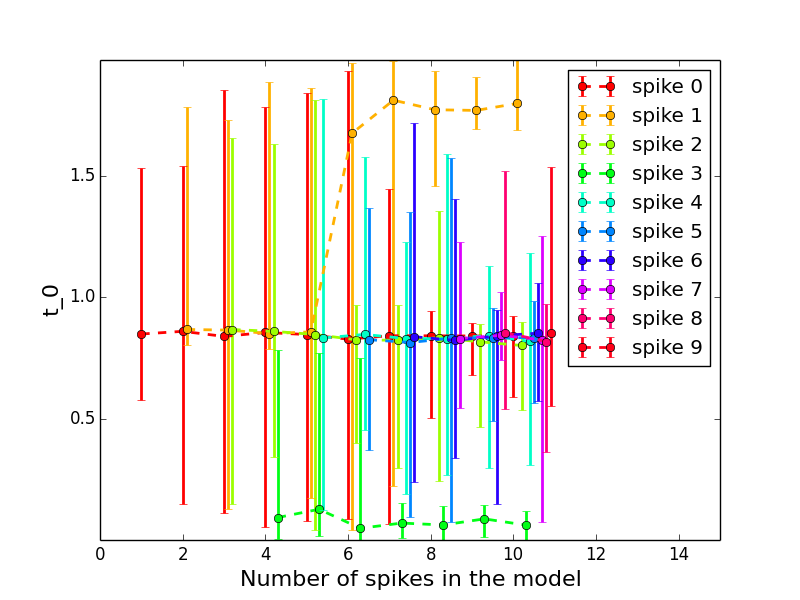 spike 0
spike 1
spike 2
spike 3
spike 4
spike 5
spike 6
spike 7
spike 8
spike 9
1.5
1.0
0.5
t_0
0 2 4 6 8 10 12 14
Number of spikes in the model